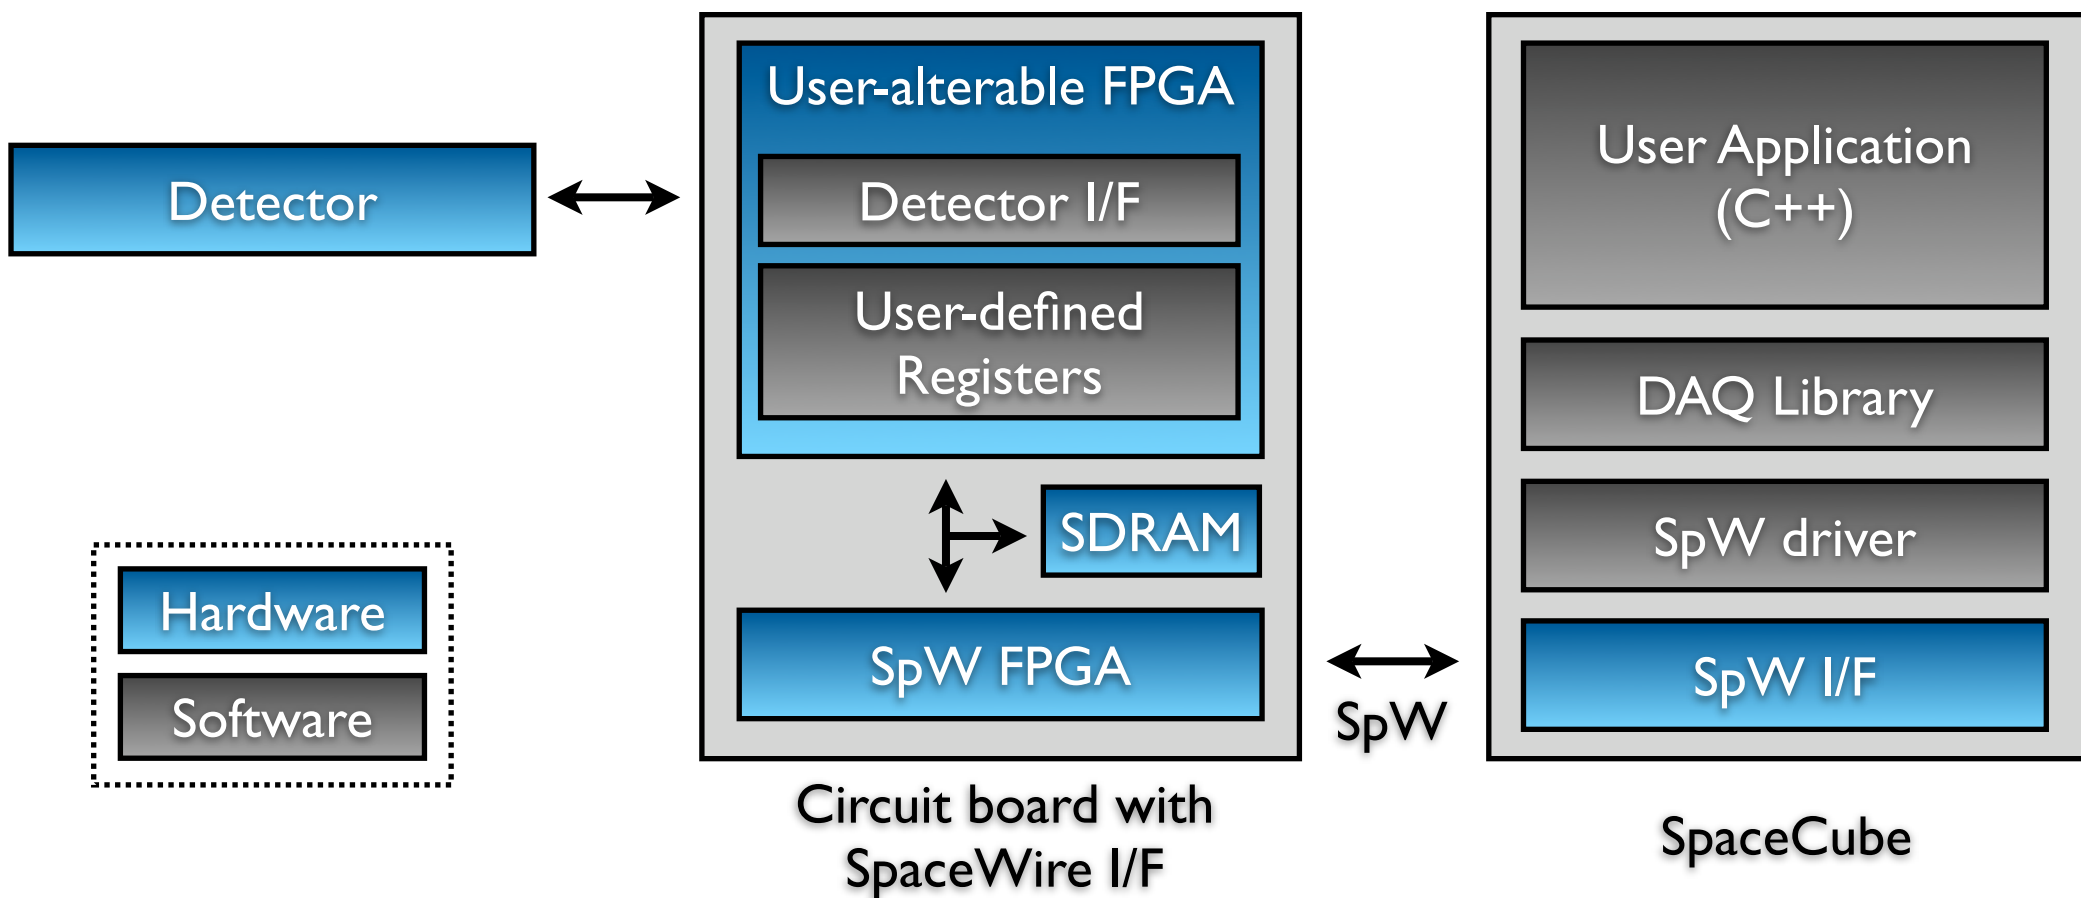 Detector
Hardware
Software
User-alterable FPGA
Detector I/F
User-defined
Registers
SDRAM
SpW FPGA
Circuit board with
SpaceWire I/F
SpW
User Application
(C++)
DAQ Library
SpW driver
SpW I/F
SpaceCube